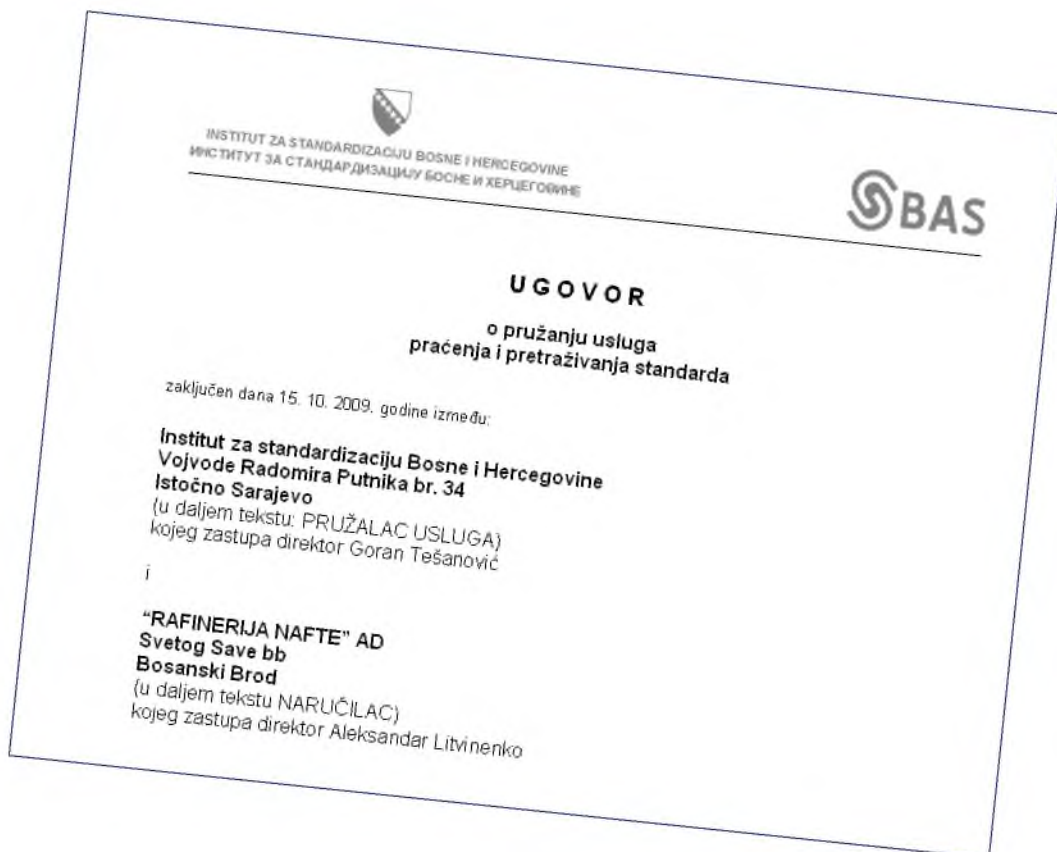 INSTITUT ZA STANDARDIZACIJU BOSNE I HERCEGOVINE
ИНСТИТУТ ЗА СТАНДАРДИЗАЦИЈУ БОСНЕ И ХЕРЦЕГОВИНЕ
BAS
UGOVOR
o pružanju usluga
praćenja i pretraživanja standarda
zaključen dana 15. 10. 2009. godine između:
Institut za standardizaciju Bosne i Hercegovine
Vojvode Radomira Putnika br. 34
Istočno Sarajevo
(u daljem tekstu: PRUŽALAC USLUGA)
kojeg zastupa direktor Goran Tešanović
i
“RAFINERIJA NAFTE” AD
Svetog Save bb
Bosanski Brod
(u daljem tekstu NARUČILAC)
kojeg zastupa direktor Aleksandar Litvinenko